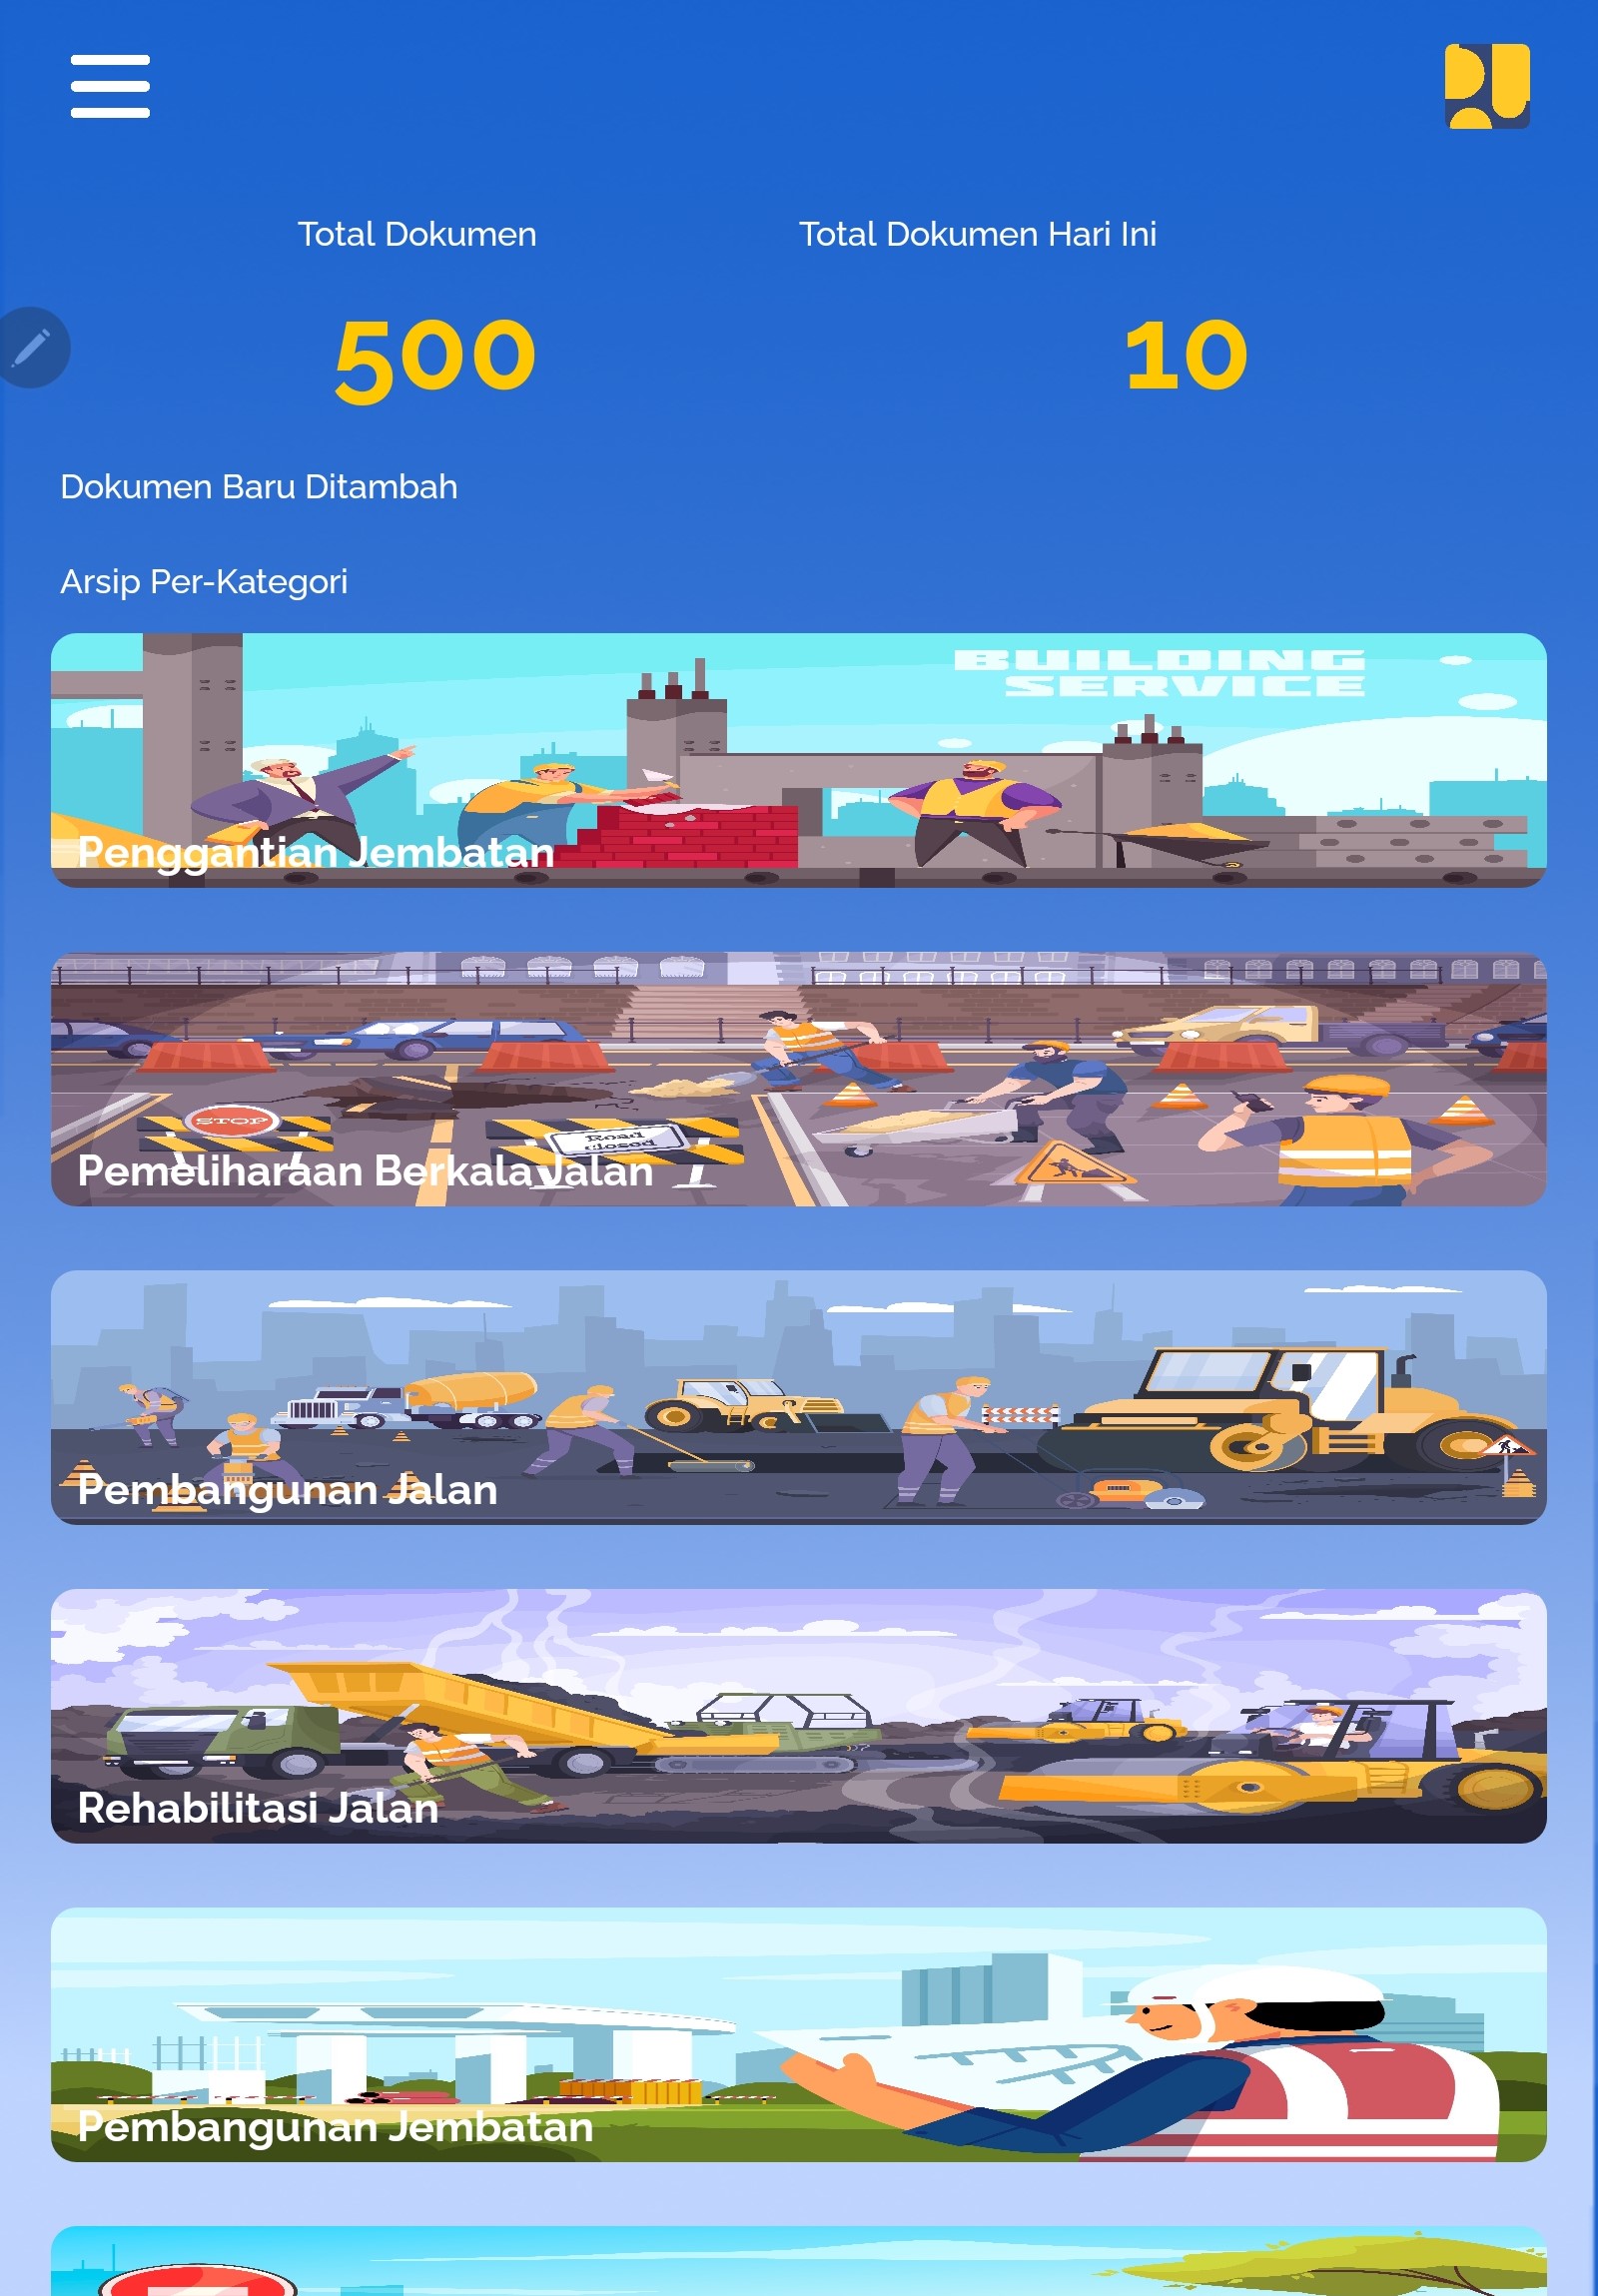 Total Dokumen
Total Dokumen Hari Ini
500
10
Dokumen Baru Ditambah
Arsip Per-Kategori
BUILDING
SERVICE
Penggantian Jembatan
STOP
Road
closed
Pemeliharaan Berkala Jalan
Pembangunan Jalan
Rehabilitasi Jalan
Pembangunan Jembatan